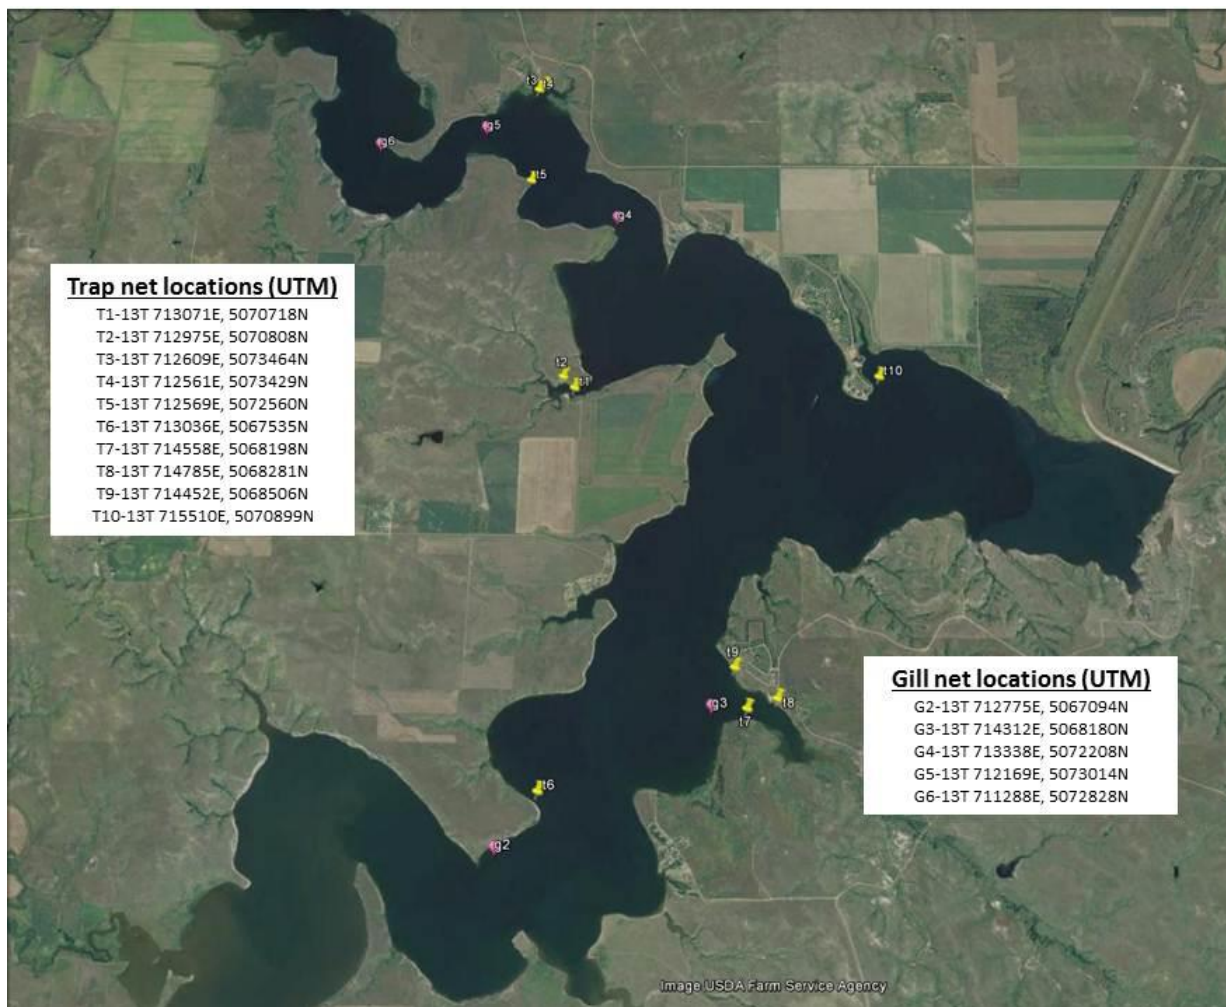 t3 t4
g5
g6
t5
g4
Trap net locations (UTM)
T1-13T 713071E, 5070718N
T2-13T 712975E, 5070808N
T3-13T 712609E, 5073464N
T4-13T 712561E, 5073429N
T5-13T 712569E, 5072560N
T6-13T 713036E, 5067535N
T7-13T 714558E, 5068198N
T8-13T 714785E, 5068281N
T9-13T 714452E, 5068506N
T10-13T 715510E, 5070899N
t2
t1
t10
t9
g3
t7
t8
Gill net locations (UTM)
G2-13T 712775E, 5067094N
G3-13T 714312E, 5068180N
G4-13T 713338E, 5072208N
G5-13T 712169E, 5073014N
G6-13T 711288E, 5072828N
t6
g2
Image USDA Farm Service Agency